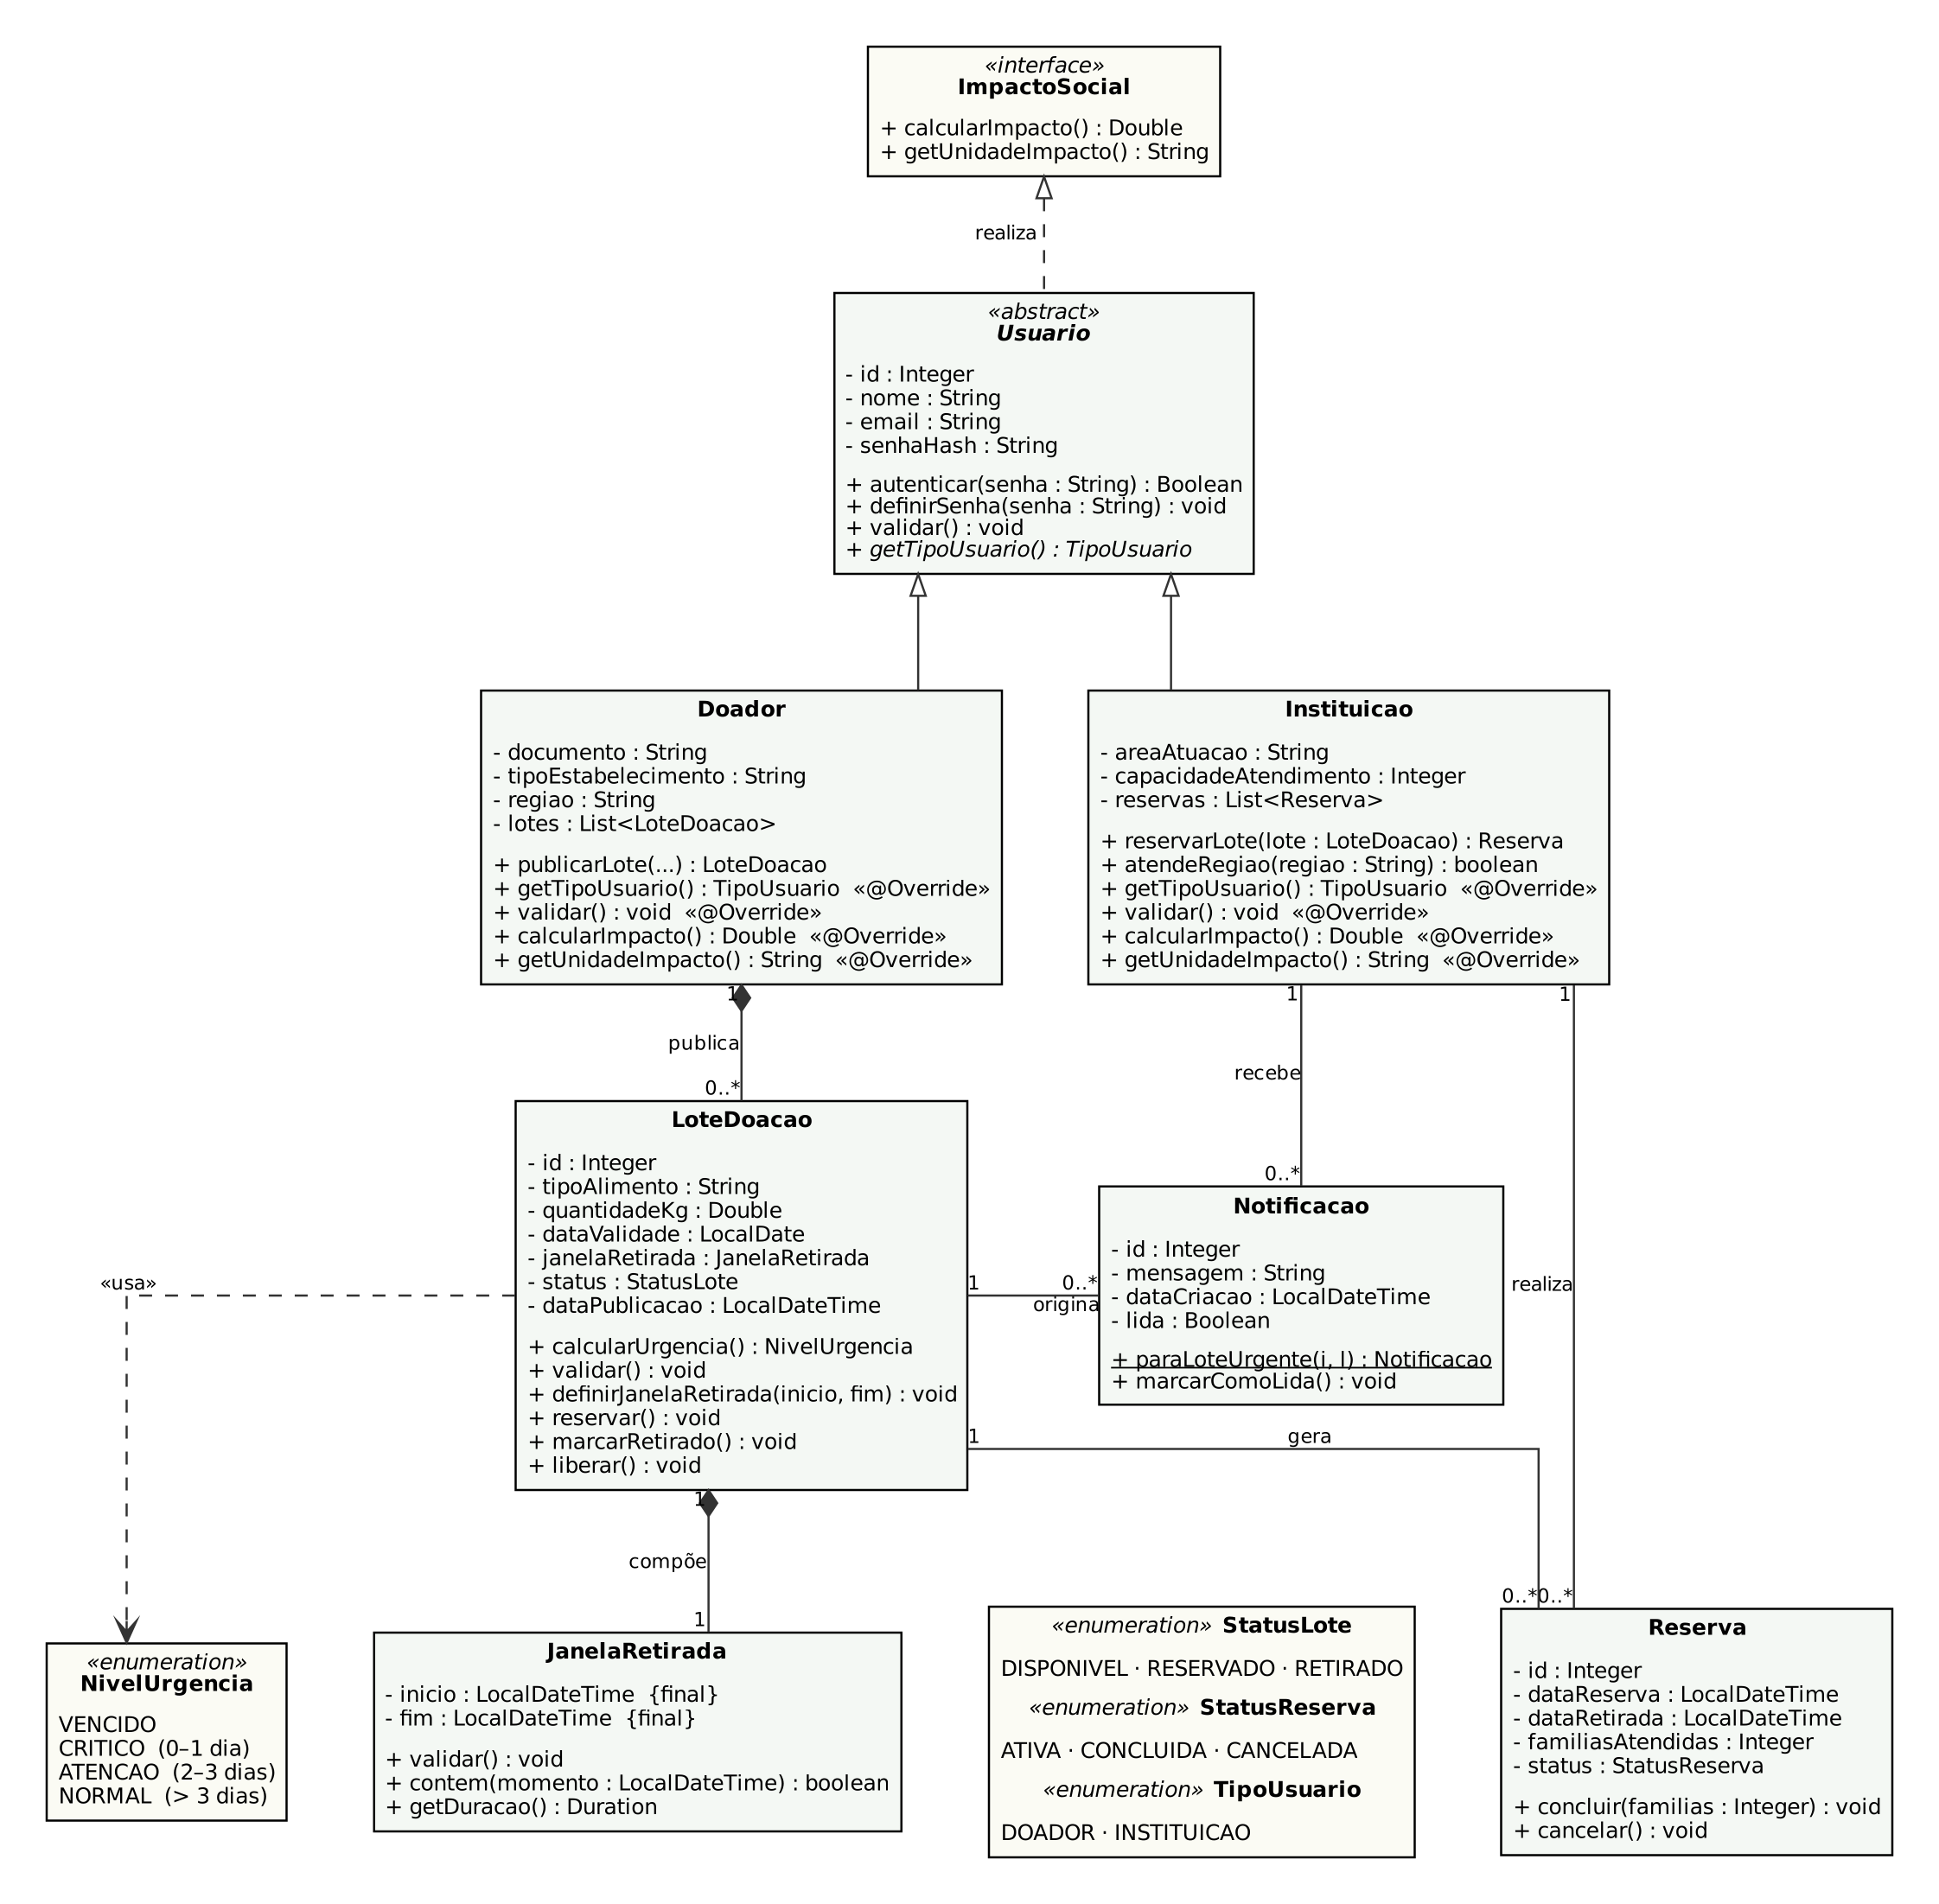 «interface»
ImpactoSocial
+ calcularImpacto() : Double
+ getUnidadeImpacto() : String
realiza
«abstract»
Usuario
- id : Integer
- nome : String
- email : String
- senhaHash : String
+ autenticar(senha : String) : Boolean
+ definirSenha(senha : String) : void
+ validar() : void
+ getTipoUsuario() : TipoUsuario
Doador
- documento : String
- tipoEstabelecimento : String
- regiao : String
- lotes : List<LoteDoacao>
+ publicarLote(...) : LoteDoacao
+ getTipoUsuario() : TipoUsuario «@Override»
+ validar() : void «@Override»
+ calcularImpacto() : Double «@Override»
+ getUnidadeImpacto() : String «@Override»
Instituicao
- areaAtuacao : String
- capacidadeAtendimento : Integer
- reservas : List<Reserva>
+ reservarLote(lote : LoteDoacao) : Reserva
+ atendeRegiao(regiao : String) : boolean
+ getTipoUsuario() : TipoUsuario «@Override»
+ validar() : void «@Override»
+ calcularImpacto() : Double «@Override»
+ getUnidadeImpacto() : String «@Override»
1
publica
0..*
1
recebe
0..*
1
realiza
0..*
LoteDoacao
- id : Integer
- tipoAlimento : String
- quantidadeKg : Double
- dataValidade : LocalDate
- janelaRetirada : JanelaRetirada
- status : StatusLote
- dataPublicacao : LocalDateTime
+ calcularUrgencia() : NivelUrgencia
+ validar() : void
+ definirJanelaRetirada(inicio, fim) : void
+ reservar() : void
+ marcarRetirado() : void
+ liberar() : void
1
0..*
origina
Notificacao
- id : Integer
- mensagem : String
- dataCriacao : LocalDateTime
- lida : Boolean
+ paraLoteUrgente(i, l) : Notificacao
+ marcarComoLida() : void
«usa»
1
gera
0..*
1
compõe
1
«enumeration»
NivelUrgencia
VENCIDO
CRITICO (0–1 dia)
ATENCAO (2–3 dias)
NORMAL (> 3 dias)
JanelaRetirada
- inicio : LocalDateTime {final}
- fim : LocalDateTime {final}
+ validar() : void
+ contem(momento : LocalDateTime) : boolean
+ getDuracao() : Duration
«enumeration» StatusLote
DISPONIVEL · RESERVADO · RETIRADO
«enumeration» StatusReserva
ATIVA · CONCLUIDA · CANCELADA
«enumeration» TipoUsuario
DOADOR · INSTITUICAO
Reserva
- id : Integer
- dataReserva : LocalDateTime
- dataRetirada : LocalDateTime
- familiasAtendidas : Integer
- status : StatusReserva
+ concluir(familias : Integer) : void
+ cancelar() : void